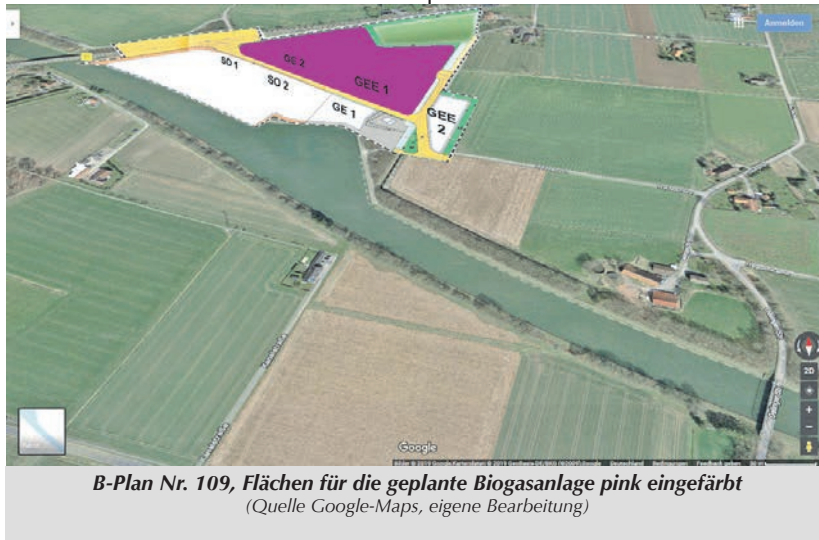 Anmelden
SO 1
GE 2
SO 2
GEE 1
GE 1
GEE
2
2D
Google
B-Plan Nr. 109, Flächen für die geplante Biogasanlage pink eingefärbt
(Quelle Google-Maps, eigene Bearbeitung)